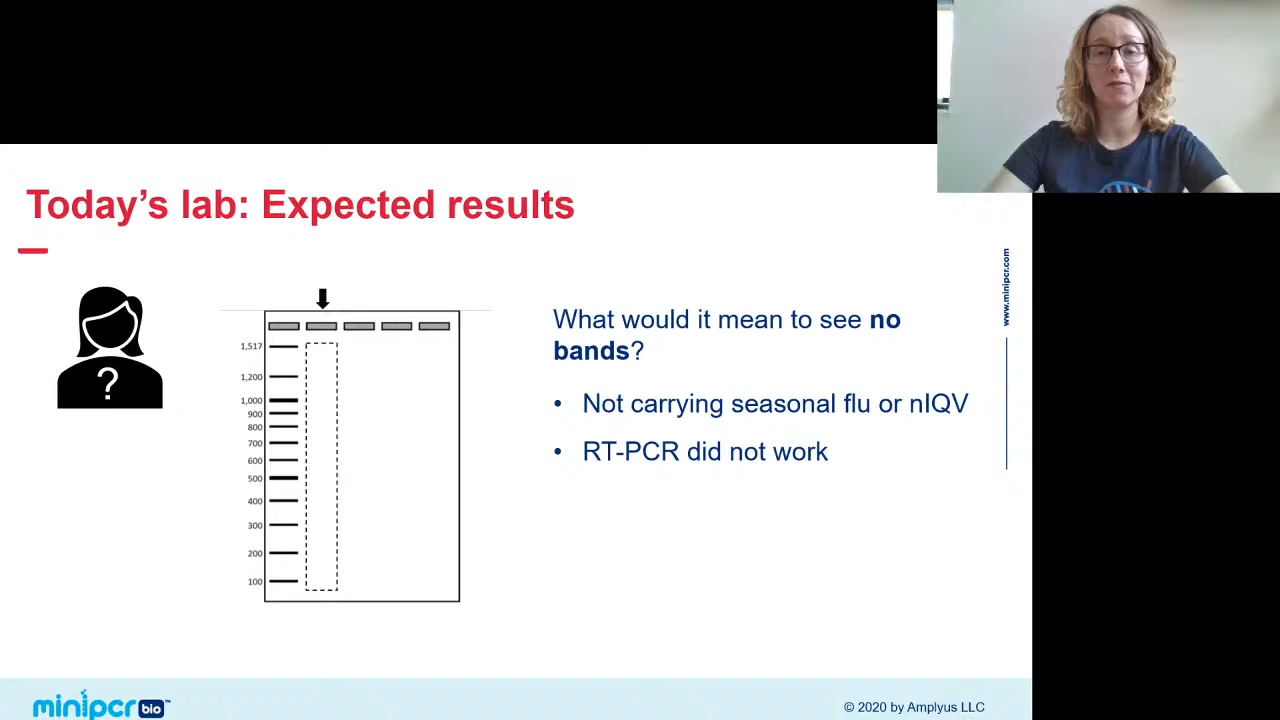 Today's lab: Expected results
?
1,517
1,200
1,000
900
800
700
600
500
400
300
200
100
What would it mean to see no
bands?
• Not carrying seasonal flu or nIQV
• RT-PCR did not work
www.minipcr.com
minipcr bio™
© 2020 by Amplyus LLC